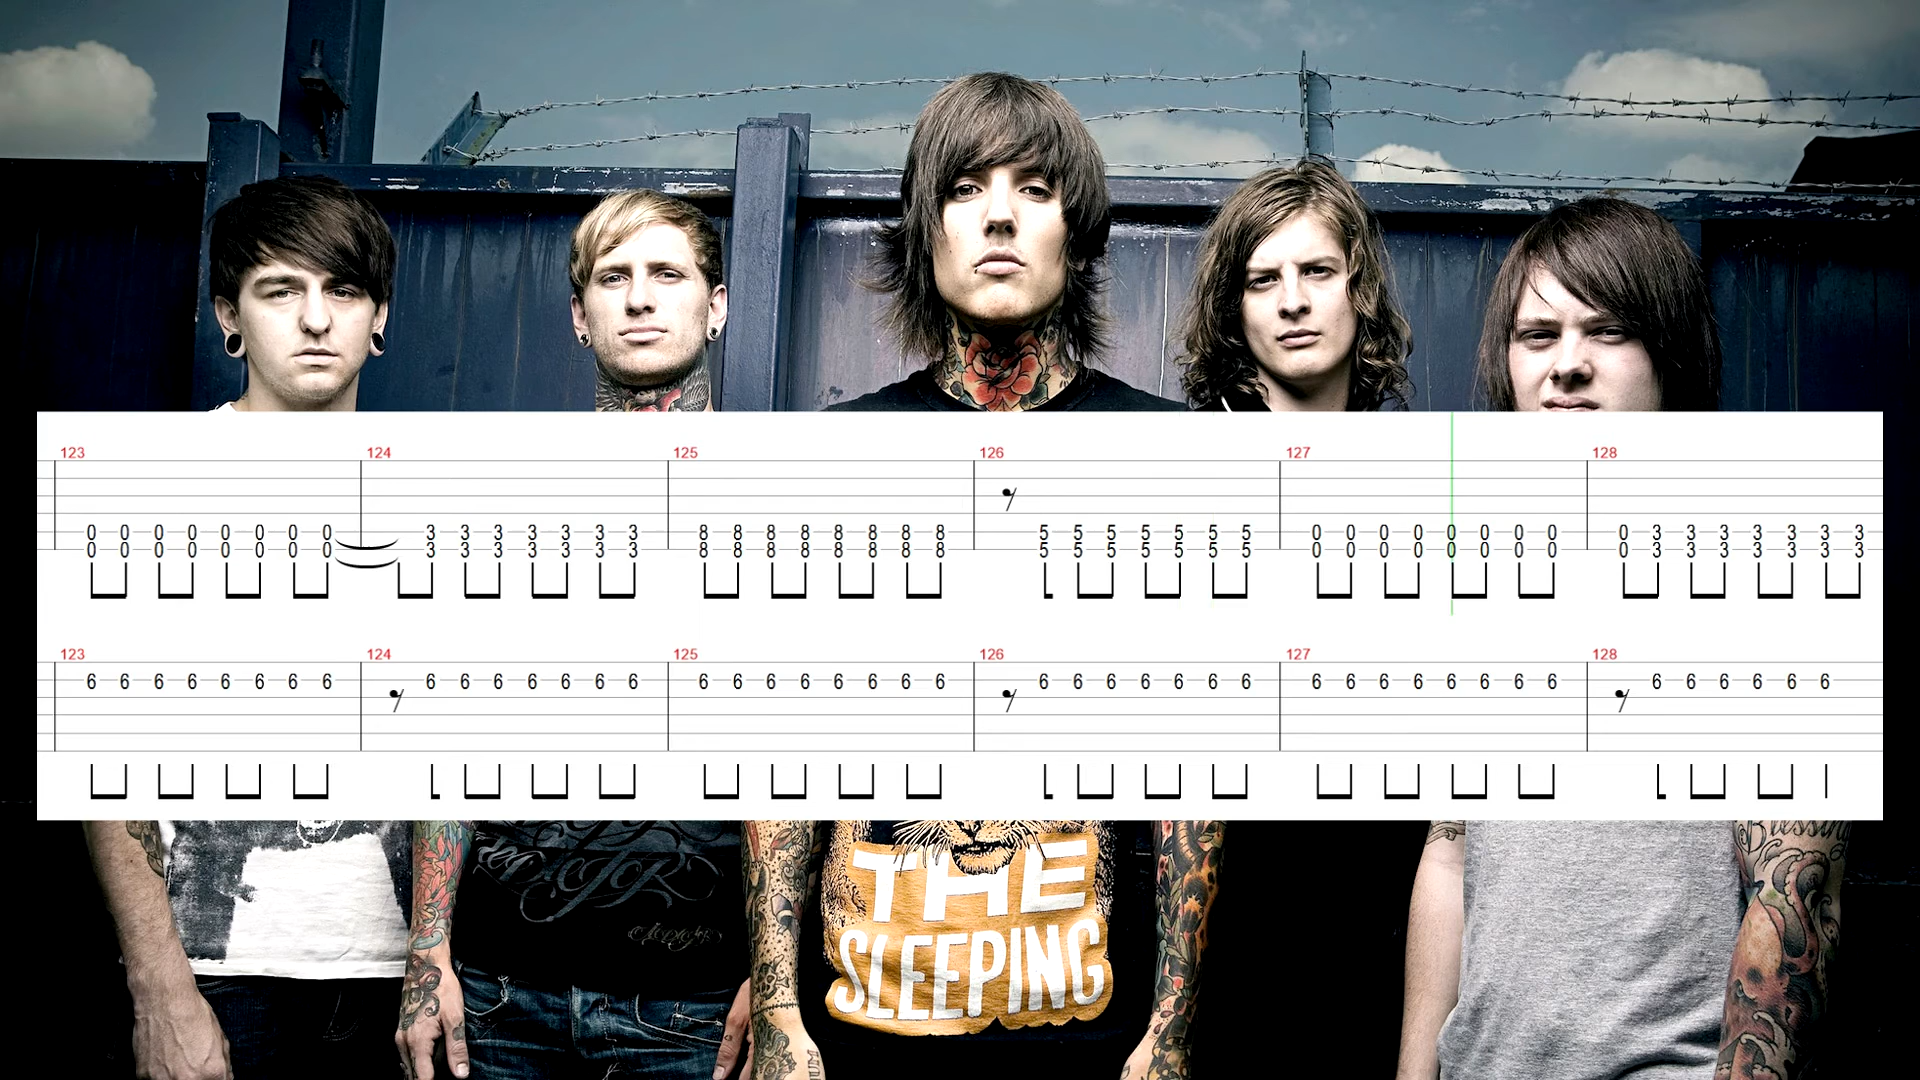 123 124 125 126 127 128
0 0 0 0 0 0 0 0 3 3 3 3 3 3 3 8 8 8 8 8 8 8 8 5 5 5 5 5 5 5 0 0 0 0 0 0 0 0 0 3 3 3 3 3 3 3
0 0 0 0 0 0 0 0 3 3 3 3 3 3 3 8 8 8 8 8 8 8 8 5 5 5 5 5 5 5 0 0 0 0 0 0 0 0 0 3 3 3 3 3 3 3
123 124 125 126 127 128
6 6 6 6 6 6 6 6 6 6 6 6 6 6 6 6 6 6 6 6 6 6 6 6 6 6 6 6 6 6 6 6 6 6 6 6 6 6 6 6 6 6 6 6
THE
SLEEPING